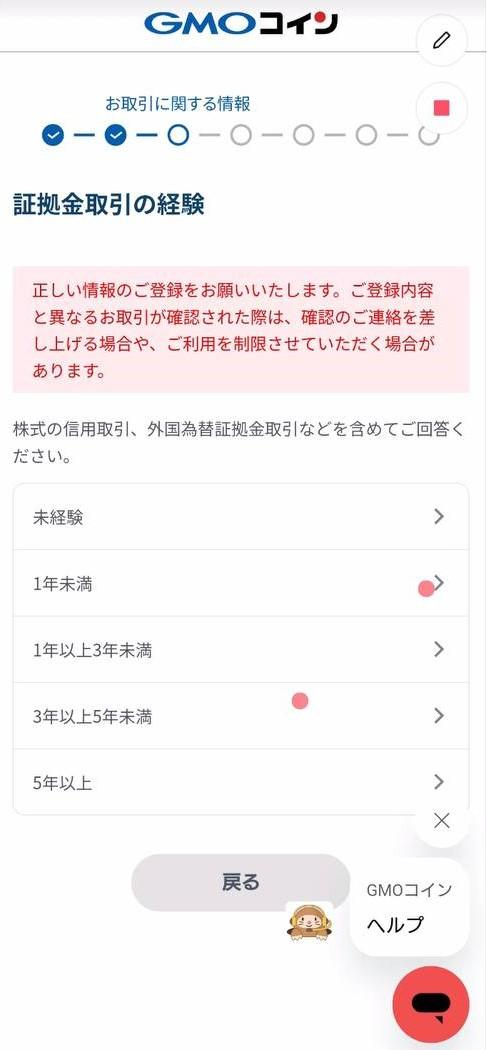 GMOコイン
お取引に関する情報
証拠金取引の経験
正しい情報のご登録をお願いいたします。ご登録内容
と異なるお取引が確認された際は、確認のご連絡を差
し上げる場合や、ご利用を制限させていただく場合が
あります。
株式の信用取引、外国為替証拠金取引などを含めてご回答く
ださい。
未経験
1年未満
1年以上3年未満
3年以上5年未満
5年以上
戻る
GMOコイン
ヘルプ